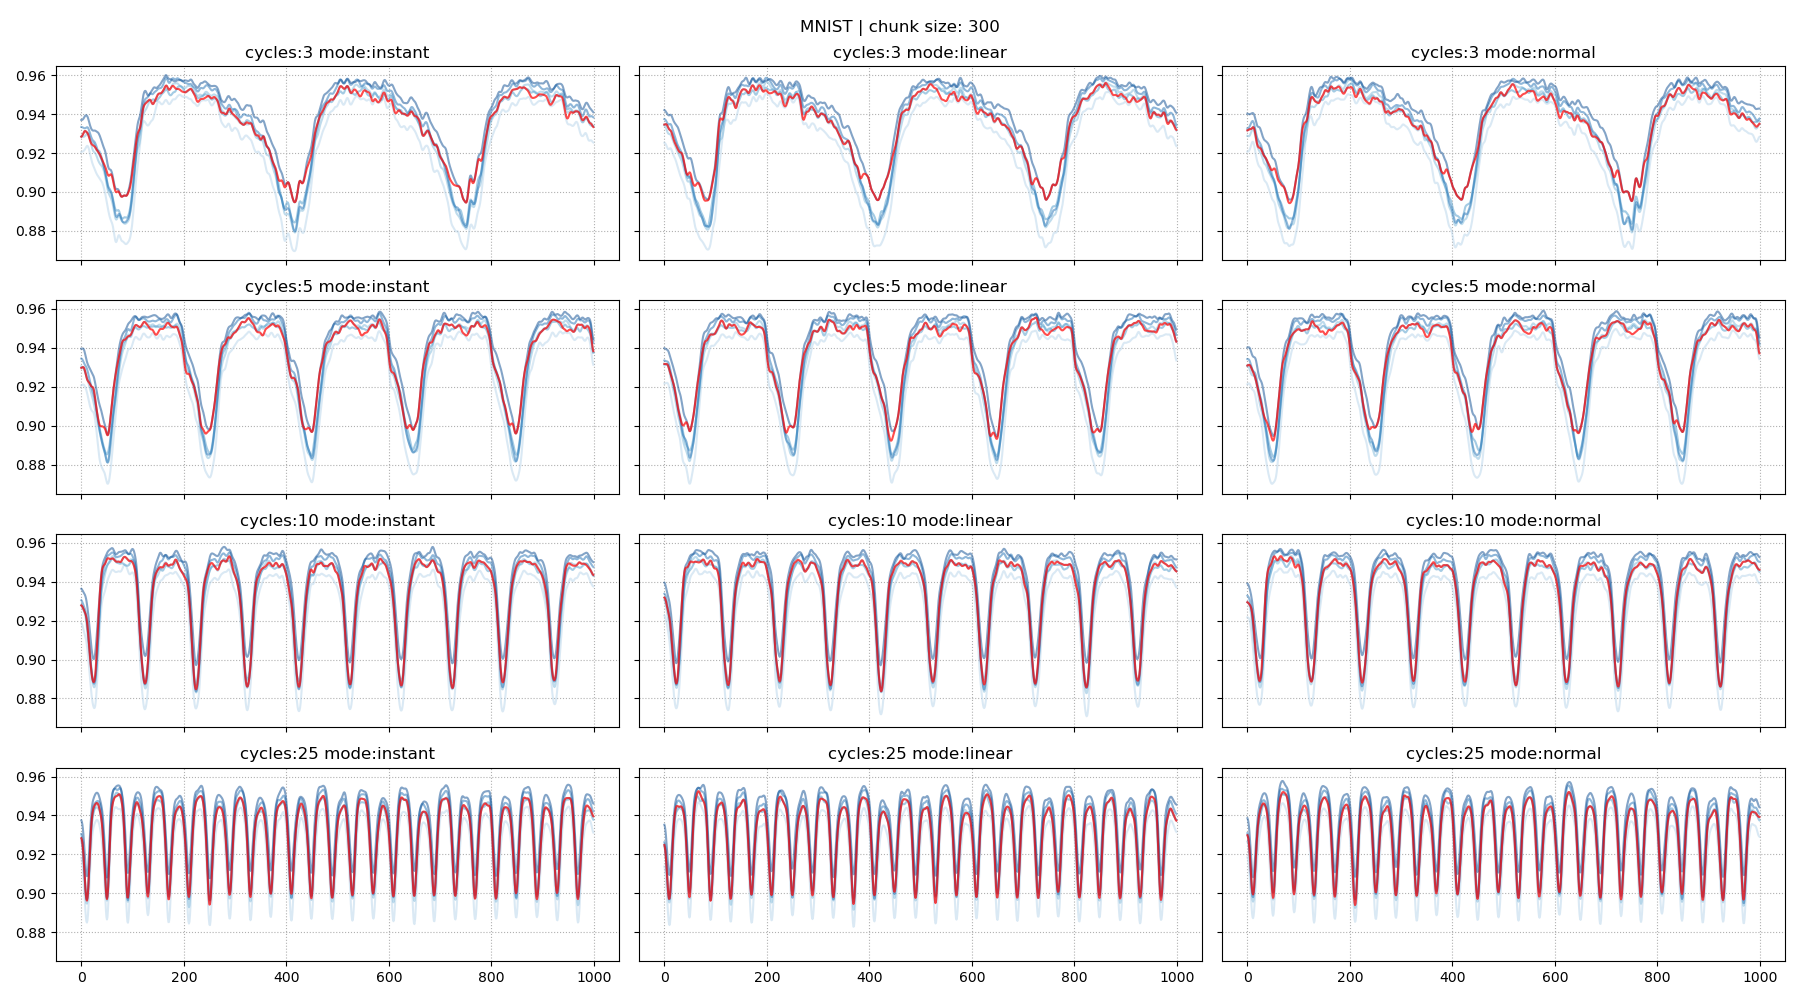 MNIST | chunk size: 300
cycles:3 mode:instant
cycles:3 mode:linear
cycles:3 mode:normal
0.96
0.94
0.92
0.90
0.88
cycles:5 mode:instant
cycles:5 mode:linear
cycles:5 mode:normal
0.96
0.94
0.92
0.90
0.88
cycles:10 mode:instant
cycles:10 mode:linear
cycles:10 mode:normal
0.96
0.94
0.92
0.90
0.88
cycles:25 mode:instant
cycles:25 mode:linear
cycles:25 mode:normal
0.96
0.94
0.92
0.90
0.88
0 200 400 600 800 1000
0 200 400 600 800 1000
0 200 400 600 800 1000